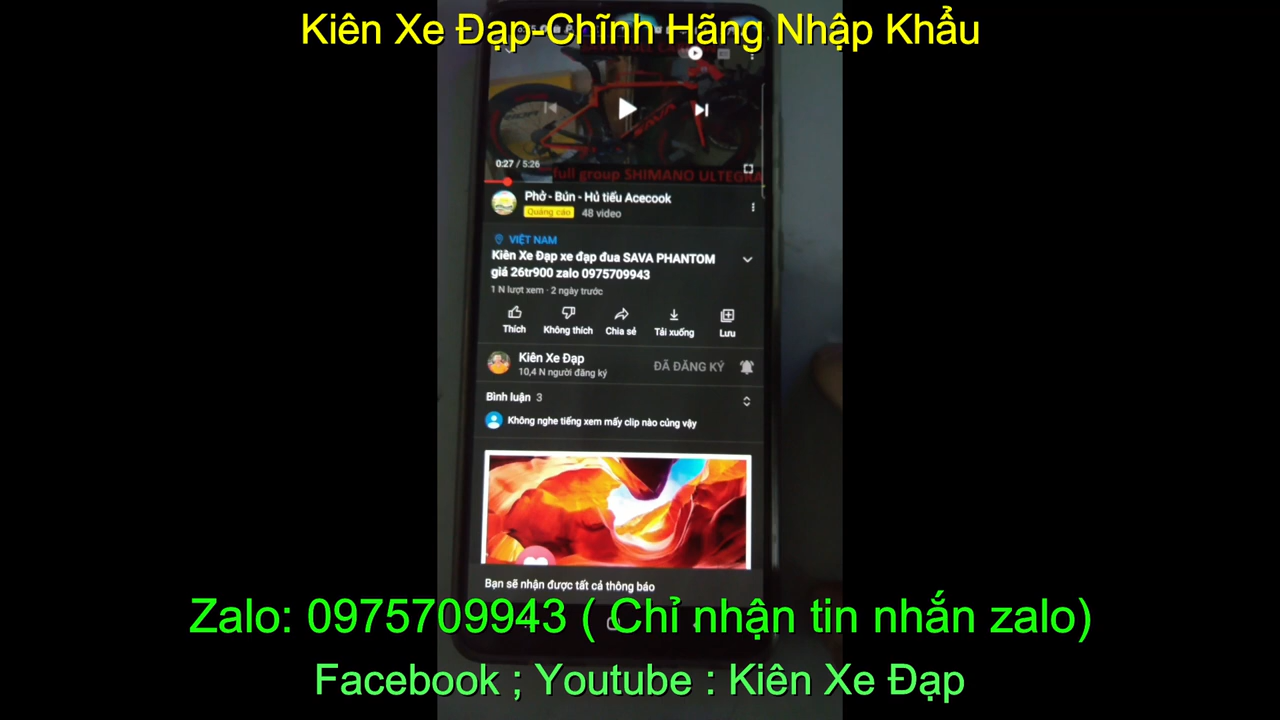 Kiên Xe Đạp-Chĩnh Hãng Nhập Khẩu
SAVA FULL
0:27 / 5:26
full group SHIMANO ULTEGRA
Phở - Bún - Hủ tiếu Acecook
Quảng cáo 48 video
VIỆT NAM
Kiên Xe Đạp xe đạp đua SAVA PHANTOM
giá 26tr900 zalo 0975709943
1 N lượt xem · 2 ngày trước
Thích Không thích Chia sẻ Tải xuống Lưu
Kiên Xe Đạp
ĐÃ ĐĂNG KÝ
10,4 N người đăng ký
Bình luận 3
Không nghe tiếng xem mấy clip nào củng vậy
Bạn sẽ nhận được tất cả thông báo
Zalo: 0975709943 ( Chỉ nhận tin nhắn zalo)
Facebook ; Youtube : Kiên Xe Đạp